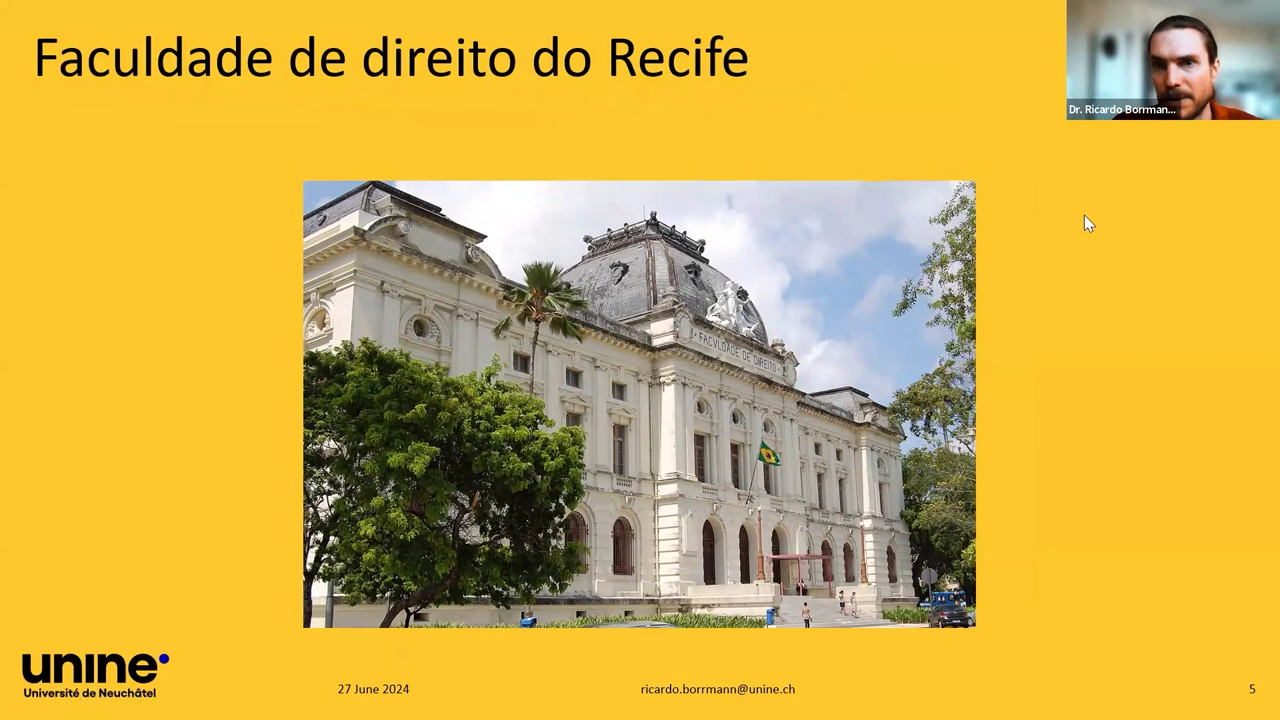 Faculdade de direito do Recife
Dr. Ricardo Borrman...
FACVLDADE DE DIREITO
unine
Université de Neuchâtel
27 June 2024
ricardo.borrmann@unine.ch
5